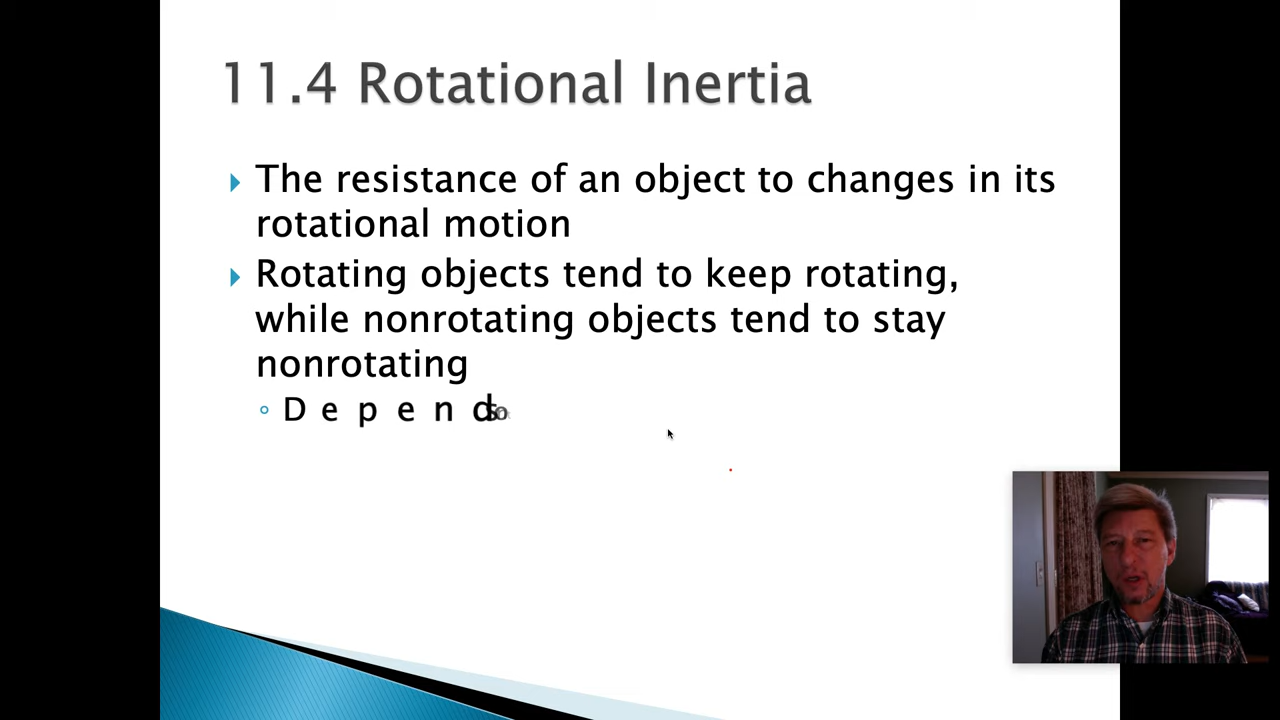 11.4 Rotational Inertia
The resistance of an object to changes in its
rotational motion
Rotating objects tend to keep rotating,
while nonrotating objects tend to stay
nonrotating
Depends